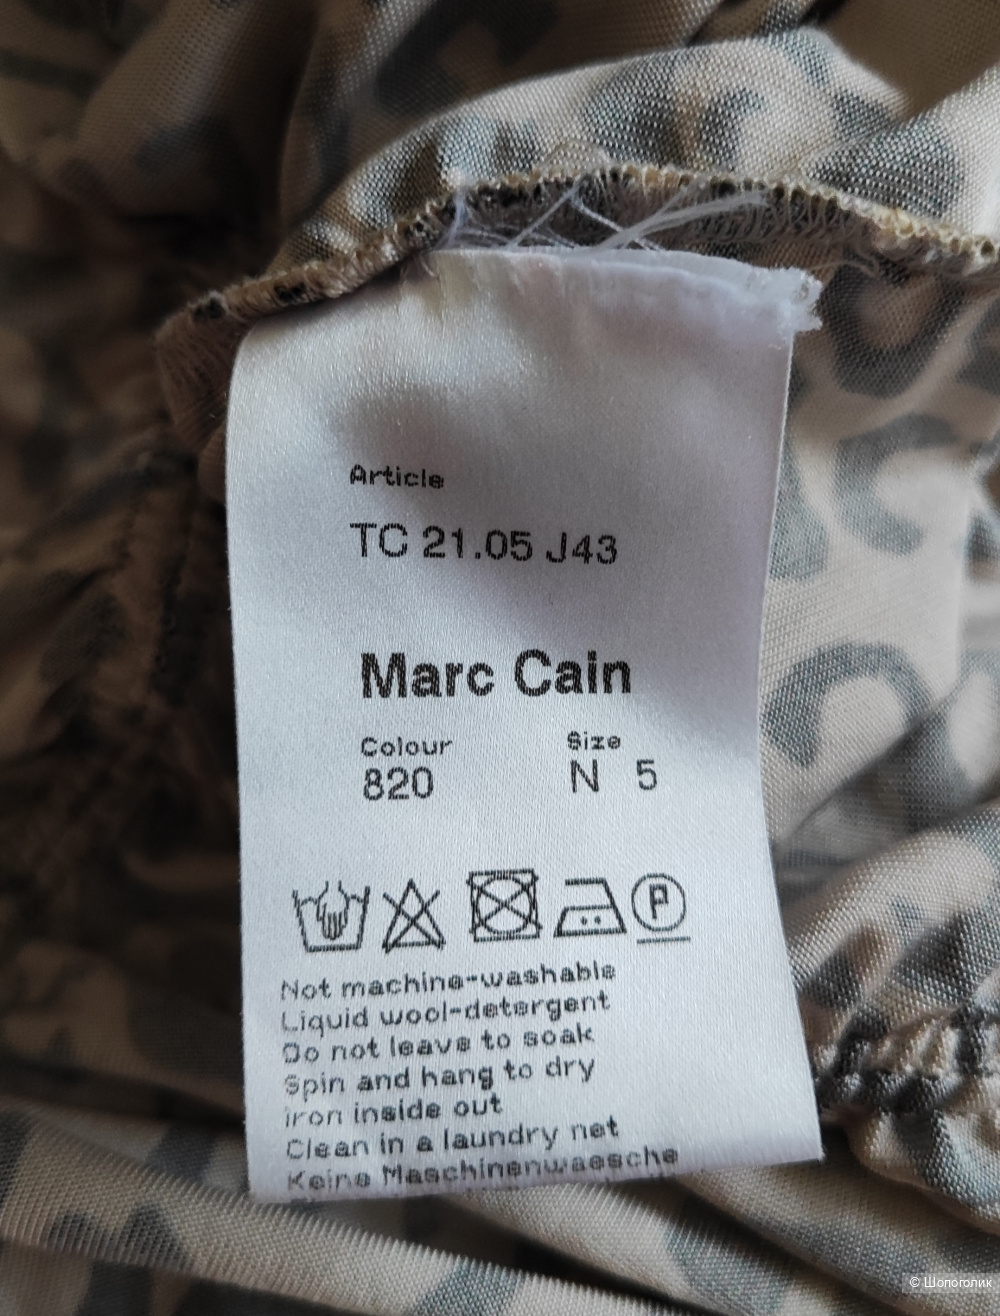 Article
TC 21.05 J43
Marc Cain
Colour Size
820 N 5
P
Not machine-washable
Liquid wool-detergent
Do not leave to soak
Spin and hang to dry
iron inside out
Clean in a laundry net
Keine Maschinenwaesche
© Шопоголик